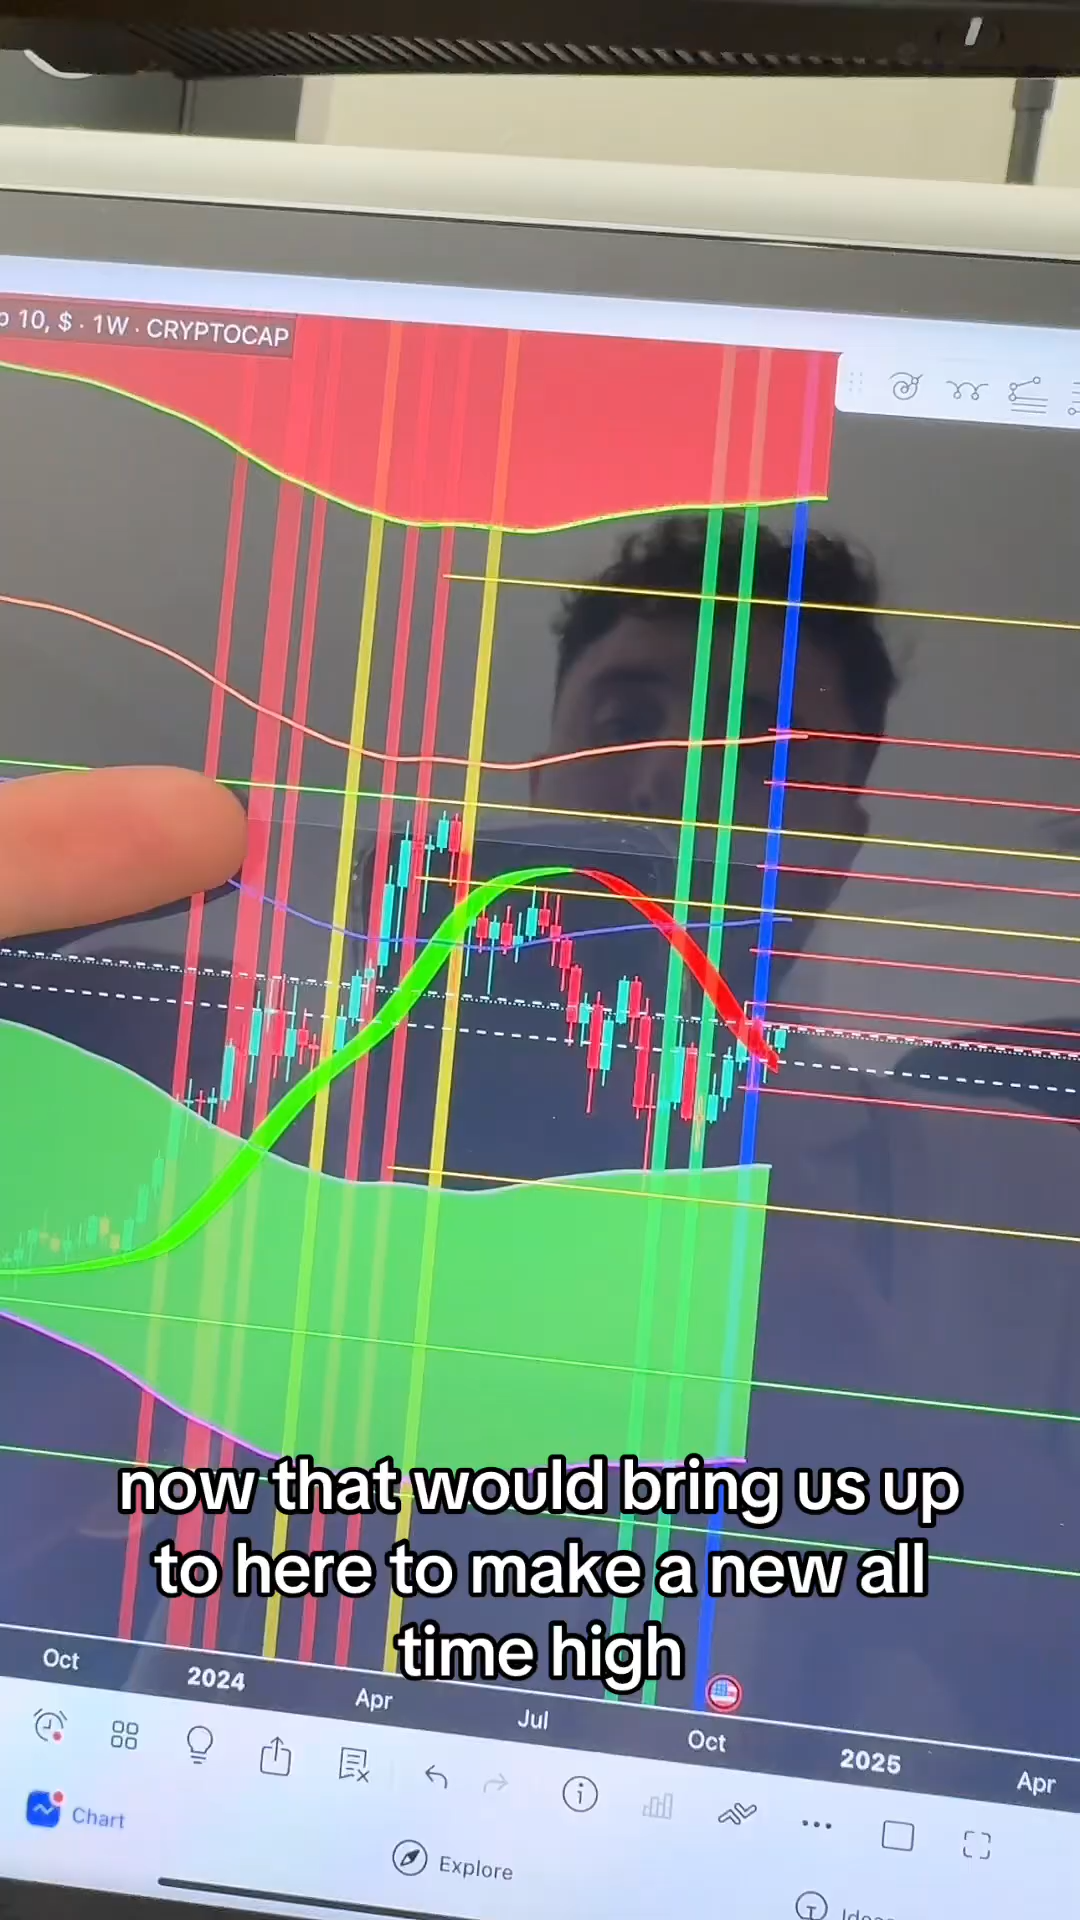 10, $ · 1W · CRYPTOCAP
now that would bring us up
to here to make a new all
time high
Oct
2024
Apr
Jul
Oct
2025
Apr
Chart
Explore